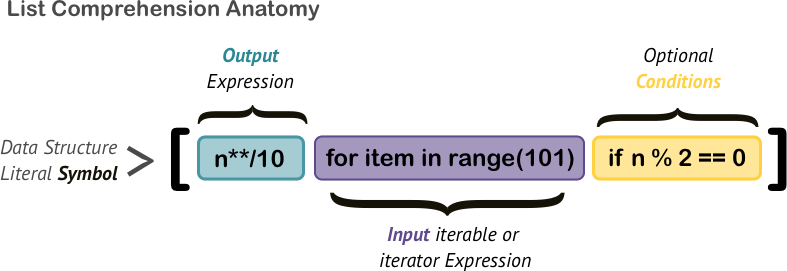 List Comprehension Anatomy
Output
Expression
Optional
Conditions
Data Structure
Literal Symbol
[ n**/10 for item in range(101) if n % 2 == 0 ]
Input iterable or
iterator Expression